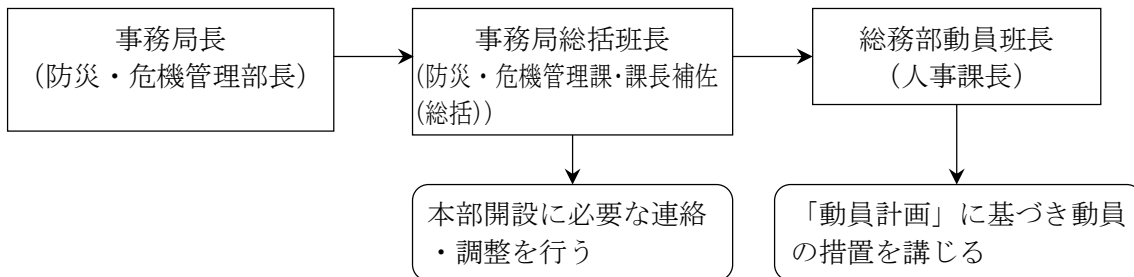 事務局長
（防災・危機管理部長）
事務局総括班長
(防災・危機管理課･課長補佐
(総括))
総務部動員班長
（人事課長）
本部開設に必要な連絡
・調整を行う
「動員計画」に基づき動員
の措置を講じる